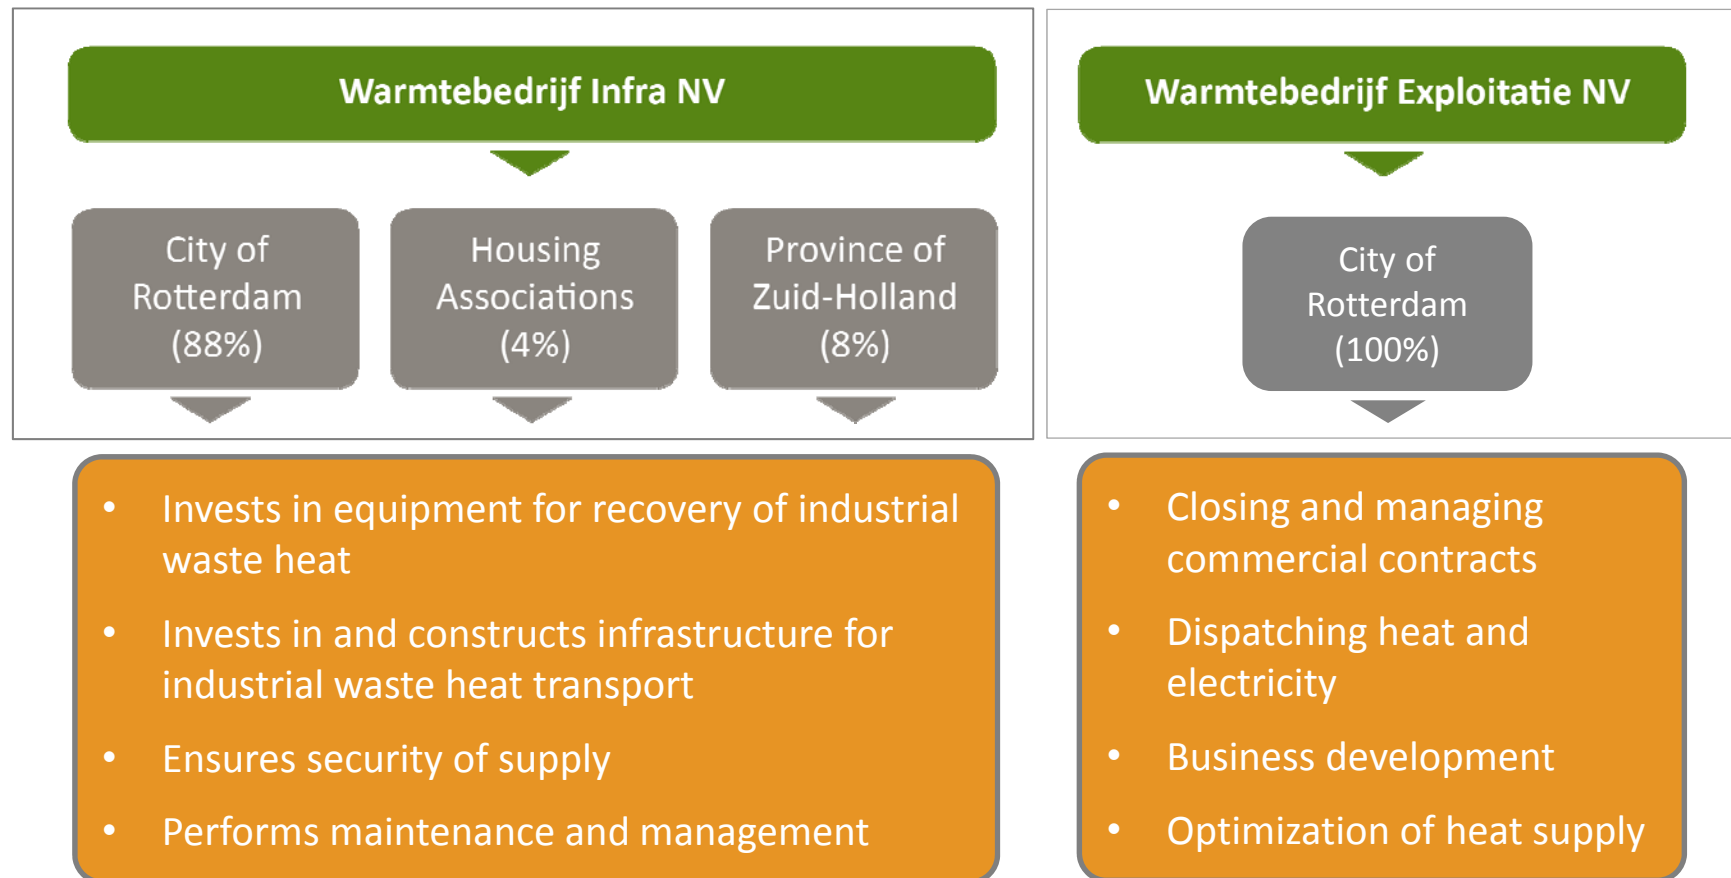 Warmtebedrijf Infra NV
City of
Rotterdam
(88%)
Housing
Associations
(4%)
Province of
Zuid-Holland
(8%)
• Invests in equipment for recovery of industrial
waste heat
• Invests in and constructs infrastructure for
industrial waste heat transport
• Ensures security of supply
• Performs maintenance and management
Warmtebedrijf Exploitatie NV
City of
Rotterdam
(100%)
• Closing and managing
commercial contracts
• Dispatching heat and
electricity
• Business development
• Optimization of heat supply